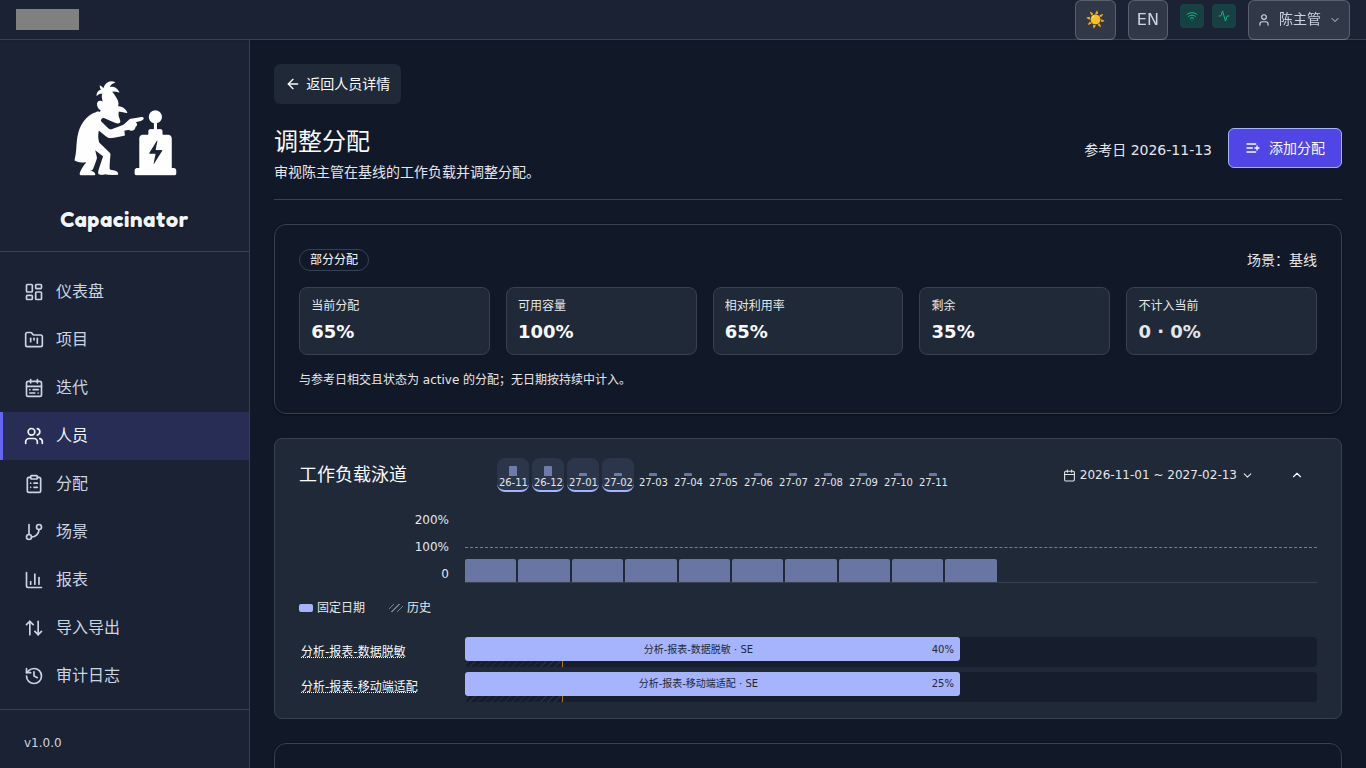 EN
陈主管
Capacinator
仪表盘
项目
迭代
人员
分配
场景
报表
导入导出
审计日志
v1.0.0
返回人员详情
调整分配
审视陈主管在基线的工作负载并调整分配。
参考日 2026-11-13
添加分配
部分分配
场景：基线
当前分配
65%
可用容量
100%
相对利用率
65%
剩余
35%
不计入当前
0 · 0%
与参考日相交且状态为 active 的分配；无日期按持续中计入。
工作负载泳道
26-11 26-12 27-01 27-02 27-03 27-04 27-05 27-06 27-07 27-08 27-09 27-10 27-11
2026-11-01 ~ 2027-02-13
200%
100%
0
固定日期 历史
分析-报表-数据脱敏
分析-报表-数据脱敏 · SE 40%
分析-报表-移动端适配
分析-报表-移动端适配 · SE 25%